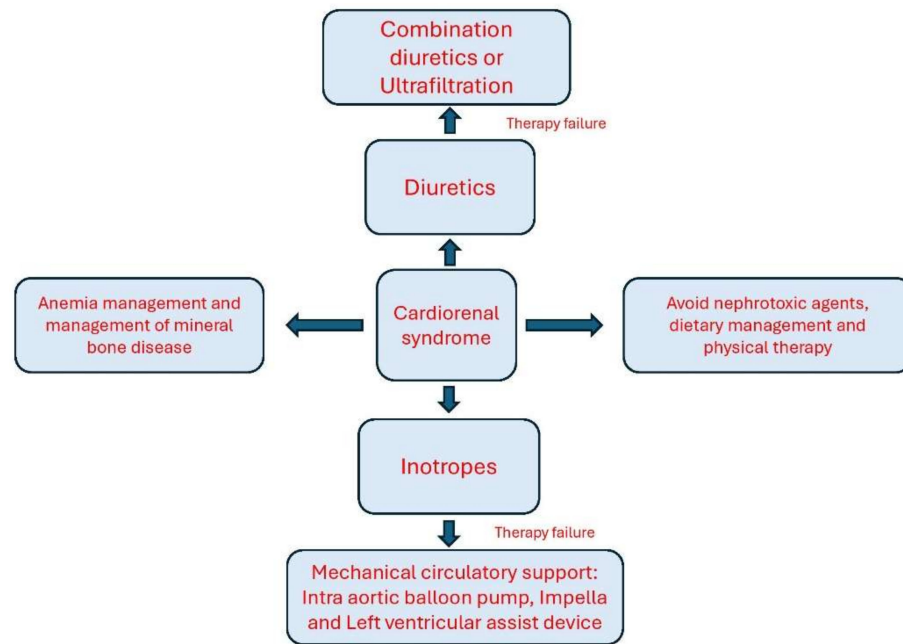 Combination
diuretics or
Ultrafiltration
Therapy failure
Diuretics
Anemia management and
management of mineral
bone disease
Cardiorenal
syndrome
Avoid nephrotoxic agents,
dietary management and
physical therapy
Inotropes
Therapy failure
Mechanical circulatory support:
Intra aortic balloon pump, Impella
and Left ventricular assist device